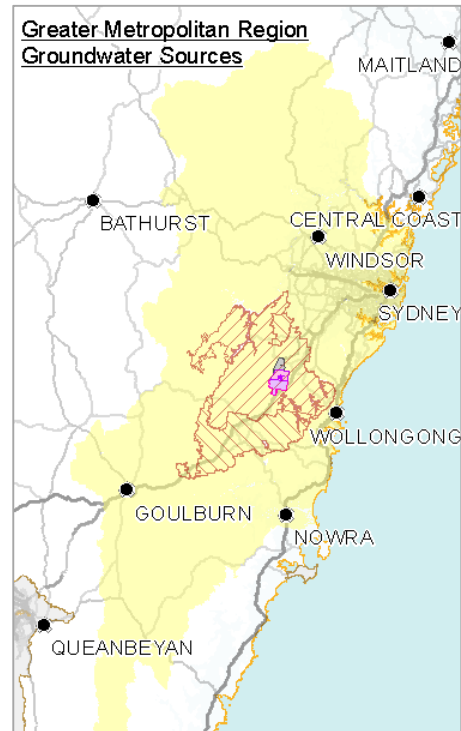 Greater Metropolitan Region
Groundwater Sources
MAITLAND
BATHURST
CENTRAL COAST
WINDSOR
SYDNEY
WOLLONGONG
GOULBURN
NOWRA
QUEANBEYAN